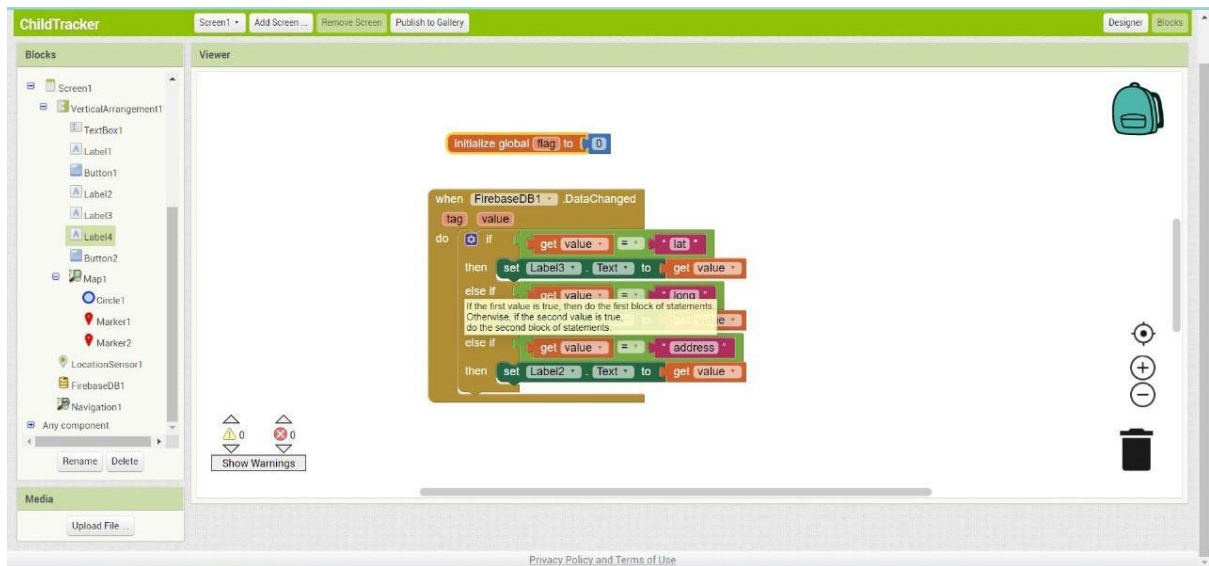 ChildTracker
Screen1
Add Screen ...
Remove Screen
Publish to Gallery
Designer
Blocks
Blocks
Viewer
Screen1
VerticalArrangement1
TextBox1
Label1
Button1
Label2
Label3
Label4
Button2
Map1
Circle1
Marker1
Marker2
LocationSensor1
FirebaseDB1
Navigation1
Any component
Rename Delete
Media
Upload File ...
initialize global flag to 0
when FirebaseDB1 .DataChanged
tag value
do if get value = " lat "
then set Label3 . Text to get value
else if get value = " long "
If the first value is true, then do the first block of statements.
Otherwise, if the second value is true,
do the second block of statements.
else if get value = " address "
then set Label2 . Text to get value
0 0
Show Warnings
Privacy Policy and Terms of Use